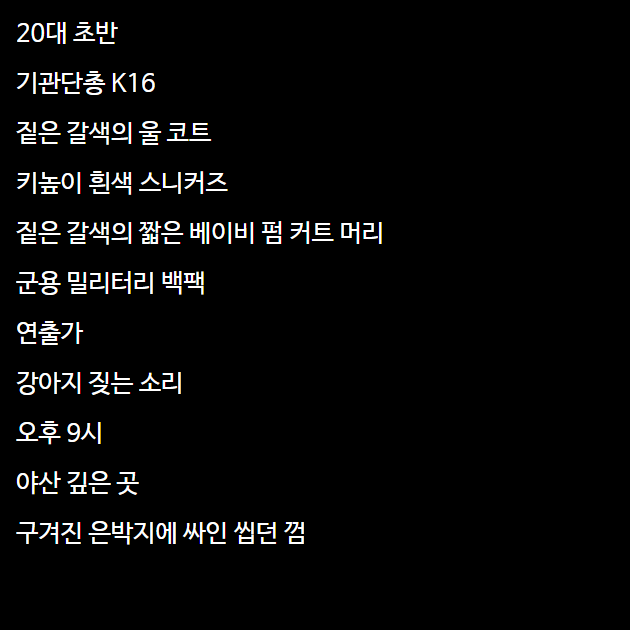 20대 초반
기관단총 K16
짙은 갈색의 울 코트
키높이 흰색 스니커즈
짙은 갈색의 짧은 베이비 펌 커트 머리
군용 밀리터리 백팩
연출가
강아지 짖는 소리
오후 9시
야산 깊은 곳
구겨진 은박지에 싸인 씹던 껌